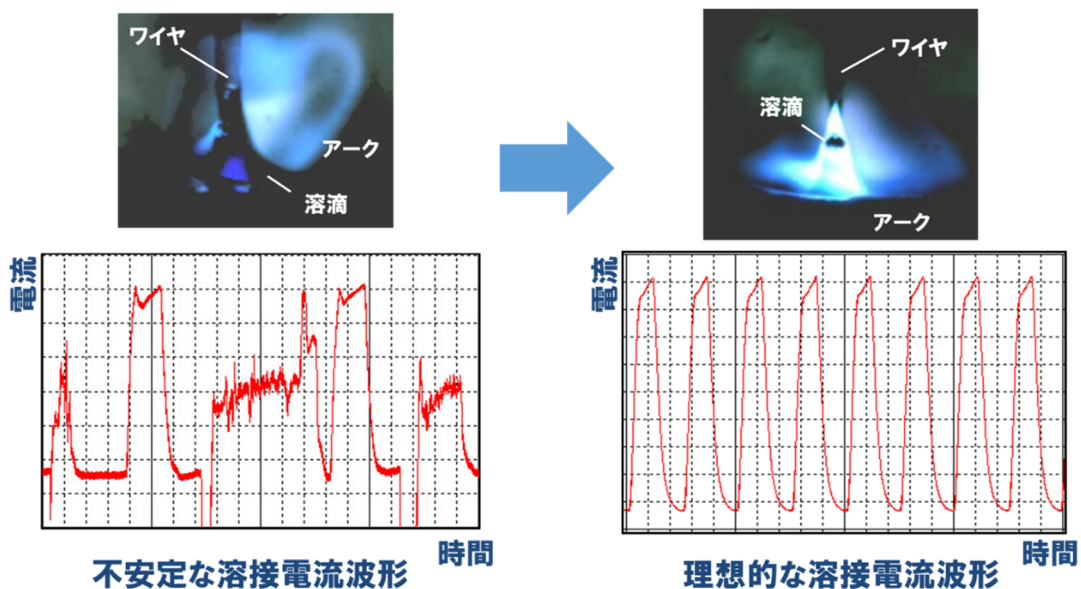 ワイヤ
アーク
溶滴
ワイヤ
溶滴
アーク
電流
時間
不安定な溶接電流波形
電流
時間
理想的な溶接電流波形